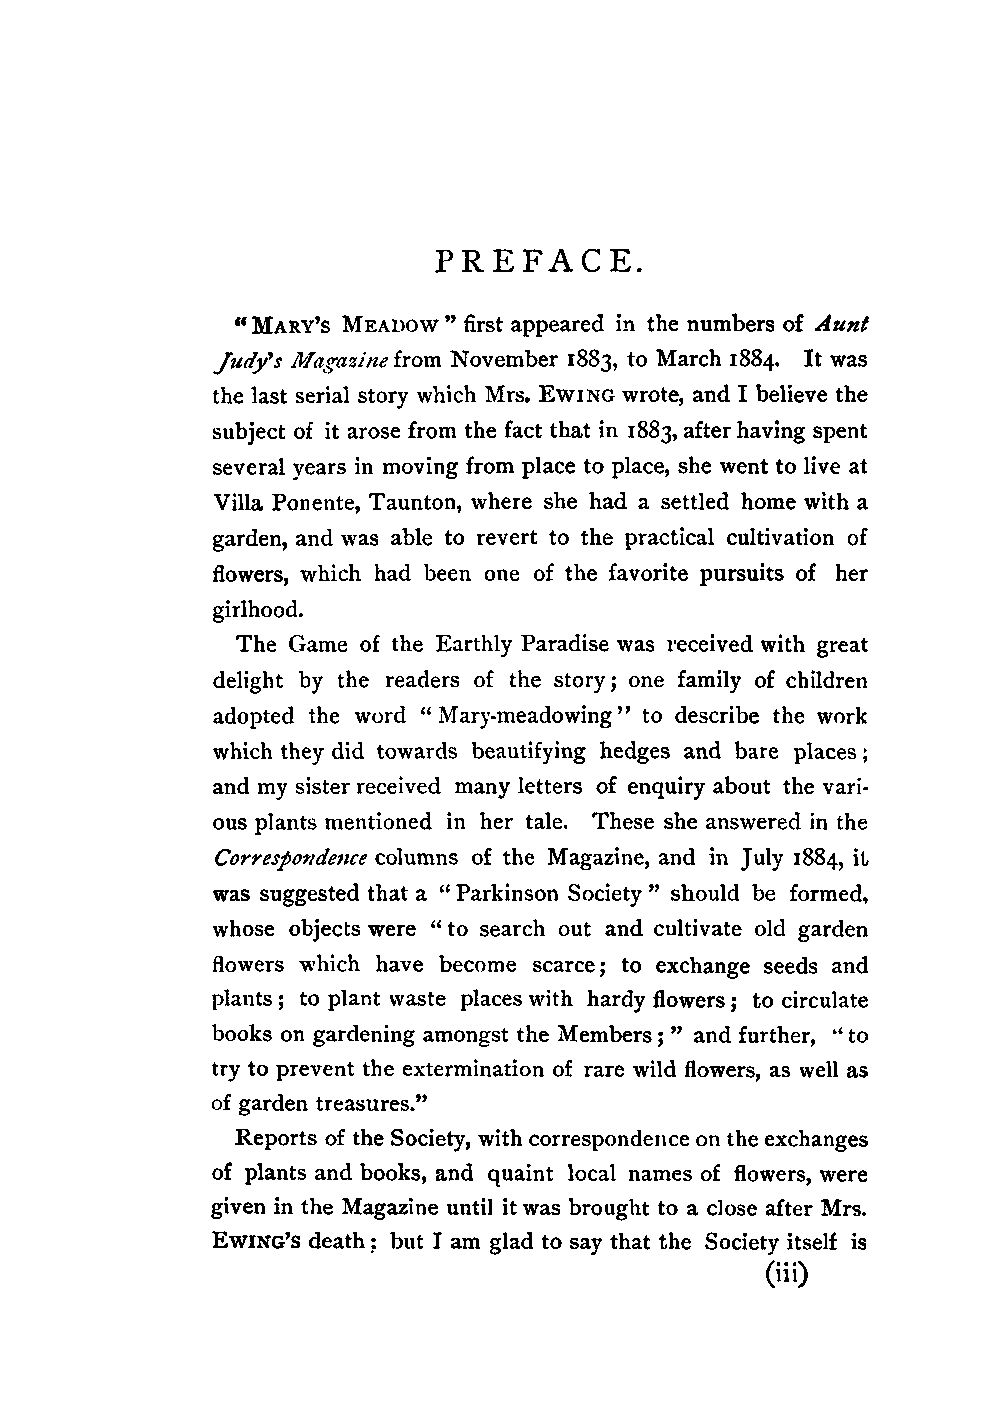 PREFACE.
"MARY'S MEADOW" first appeared in the numbers of Aunt
Judy's Magazine from November 1883, to March 1884. It was
the last serial story which Mrs. EWING wrote, and I believe the
subject of it arose from the fact that in 1883, after having spent
several years in moving from place to place, she went to live at
Villa Ponente, Taunton, where she had a settled home with a
garden, and was able to revert to the practical cultivation of
flowers, which had been one of the favorite pursuits of her
girlhood.
The Game of the Earthly Paradise was received with great
delight by the readers of the story; one family of children
adopted the word "Mary-meadowing" to describe the work
which they did towards beautifying hedges and bare places;
and my sister received many letters of enquiry about the vari-
ous plants mentioned in her tale. These she answered in the
Correspondence columns of the Magazine, and in July 1884, it
was suggested that a "Parkinson Society" should be formed,
whose objects were "to search out and cultivate old garden
flowers which have become scarce; to exchange seeds and
plants; to plant waste places with hardy flowers; to circulate
books on gardening amongst the Members;" and further, "to
try to prevent the extermination of rare wild flowers, as well as
of garden treasures."
Reports of the Society, with correspondence on the exchanges
of plants and books, and quaint local names of flowers, were
given in the Magazine until it was brought to a close after Mrs.
EWING'S death; but I am glad to say that the Society itself is
(iii)